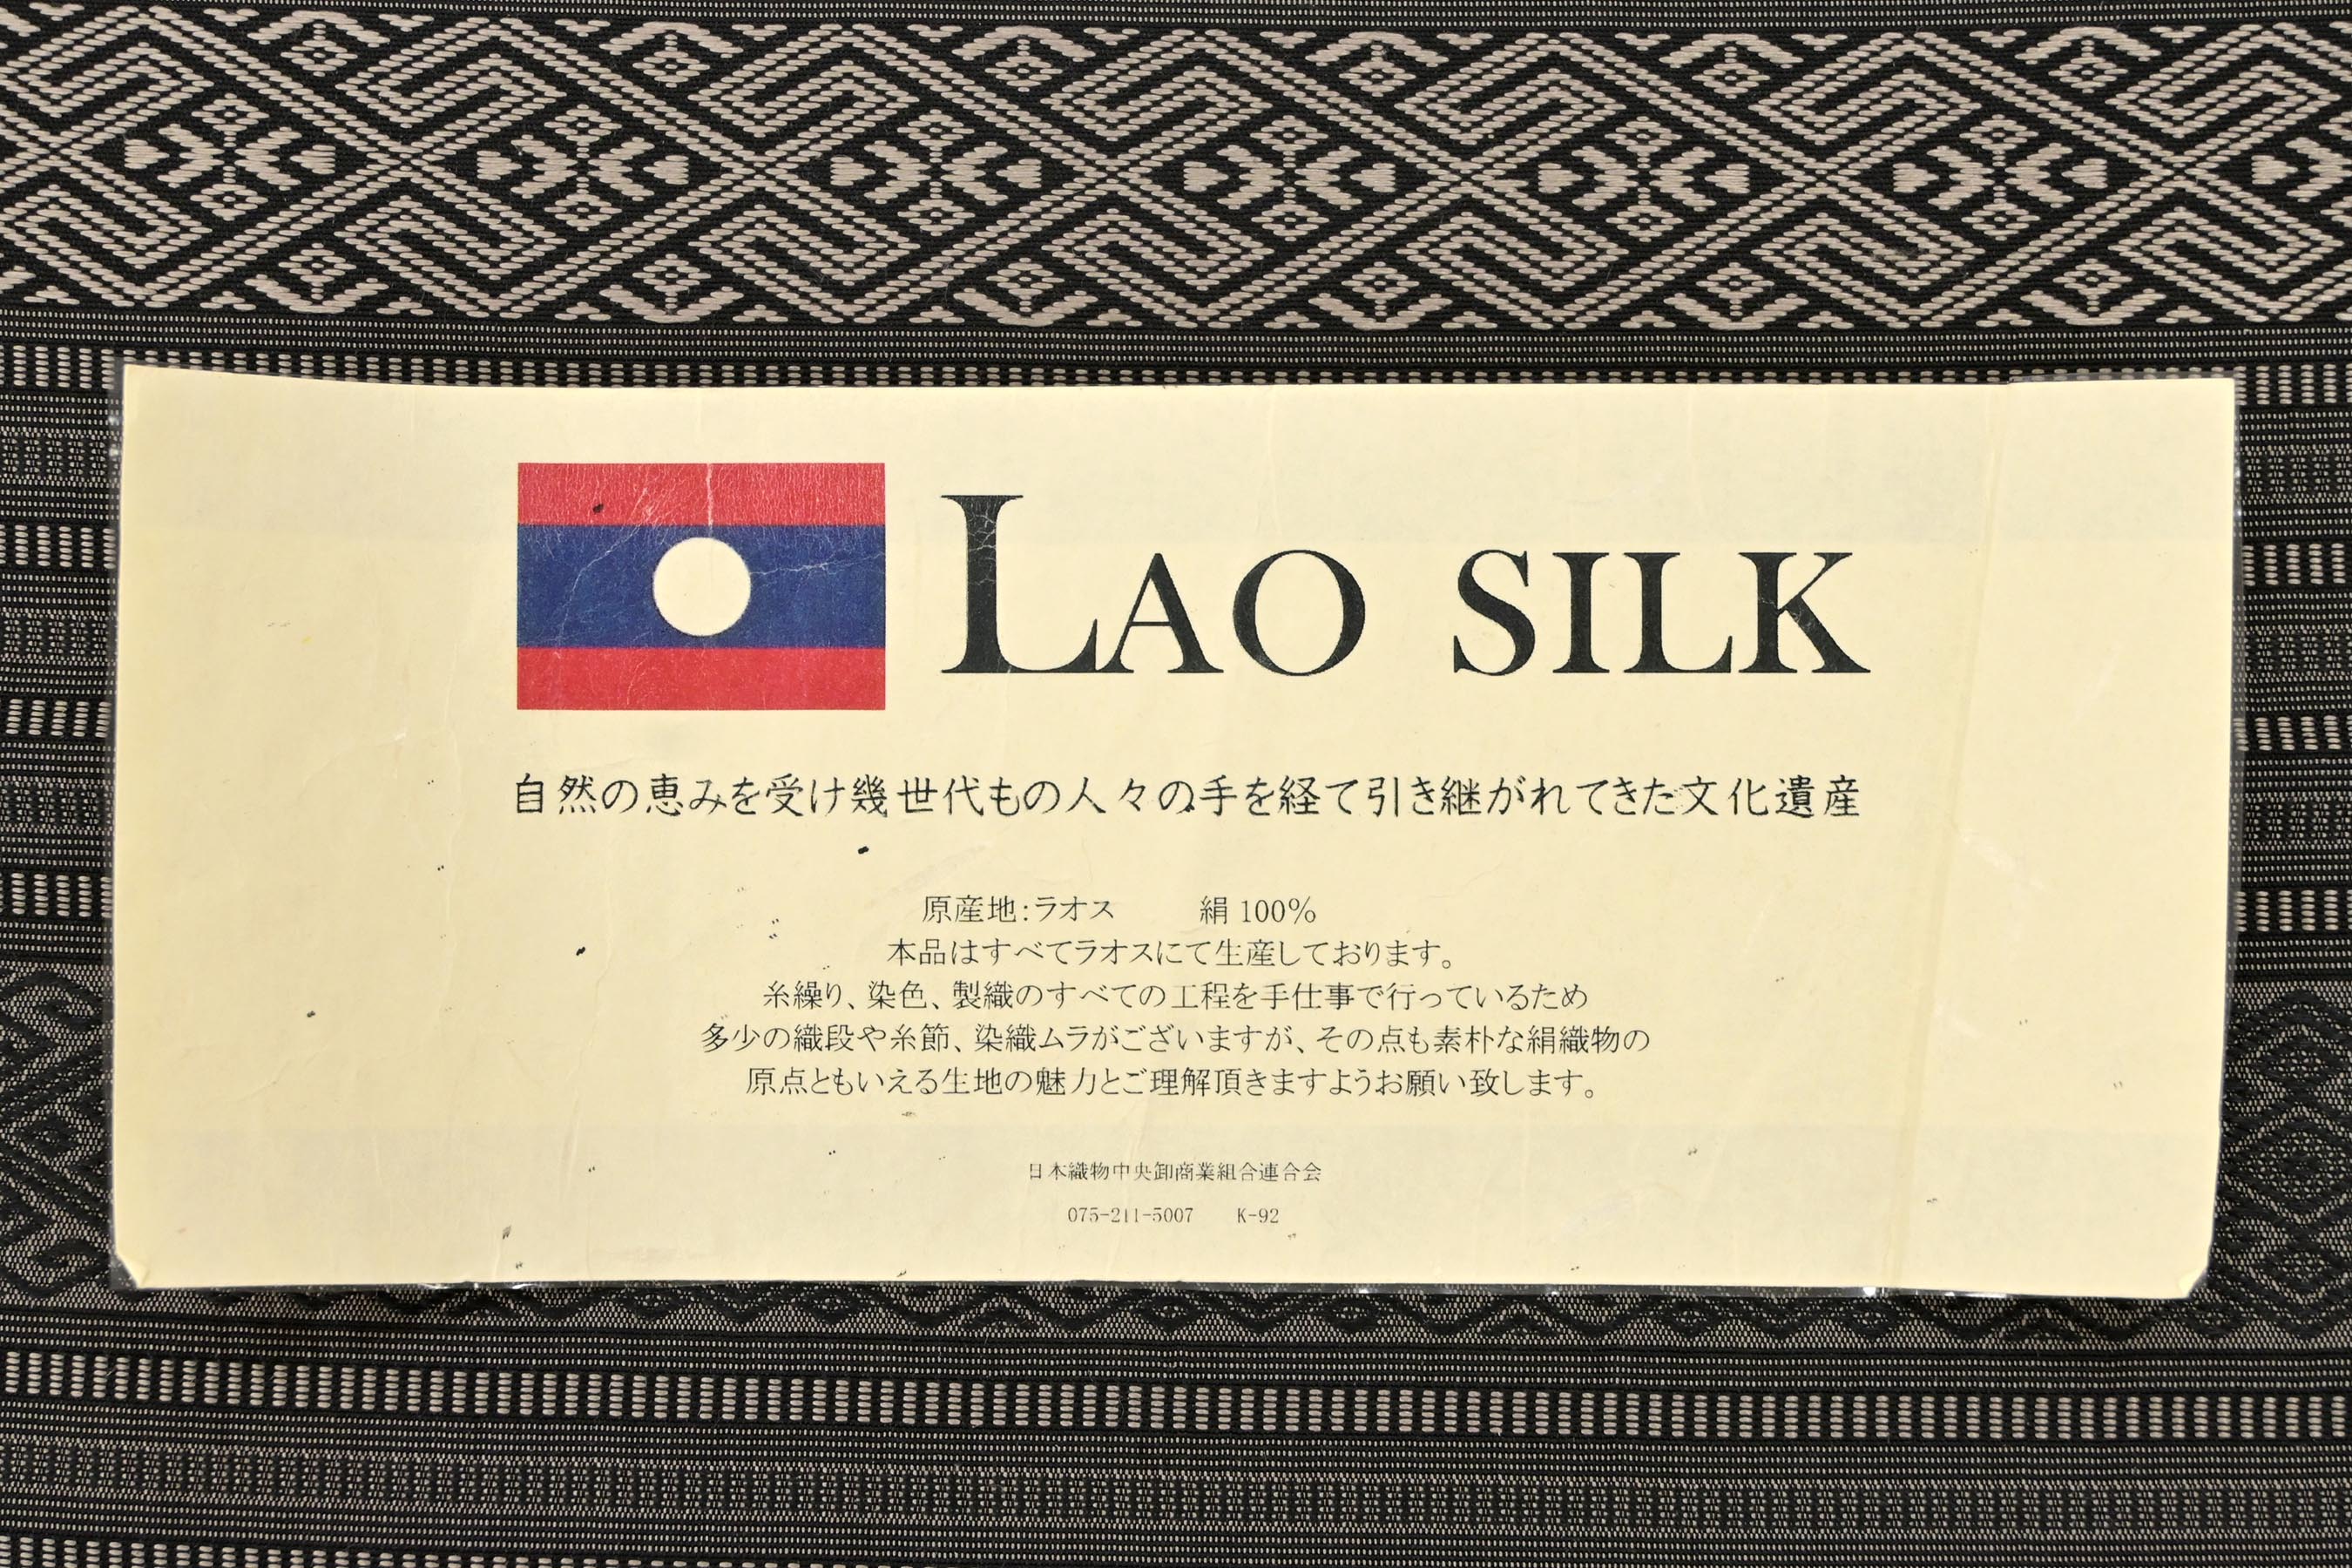 LAO SILK
自然の恵みを受け幾世代もの人々の手を経て引き継がれてきた文化遺産
原産地:ラオス　　絹100%
本品はすべてラオスにて生産しております。
糸繰り、染色、製織のすべての工程を手仕事で行っているため
多少の織段や糸節、染織ムラがございますが、その点も素朴な絹織物の
原点ともいえる生地の魅力とご理解頂きますようお願い致します。
日本織物中央卸商業組合連合会
075-211-5007　K-92